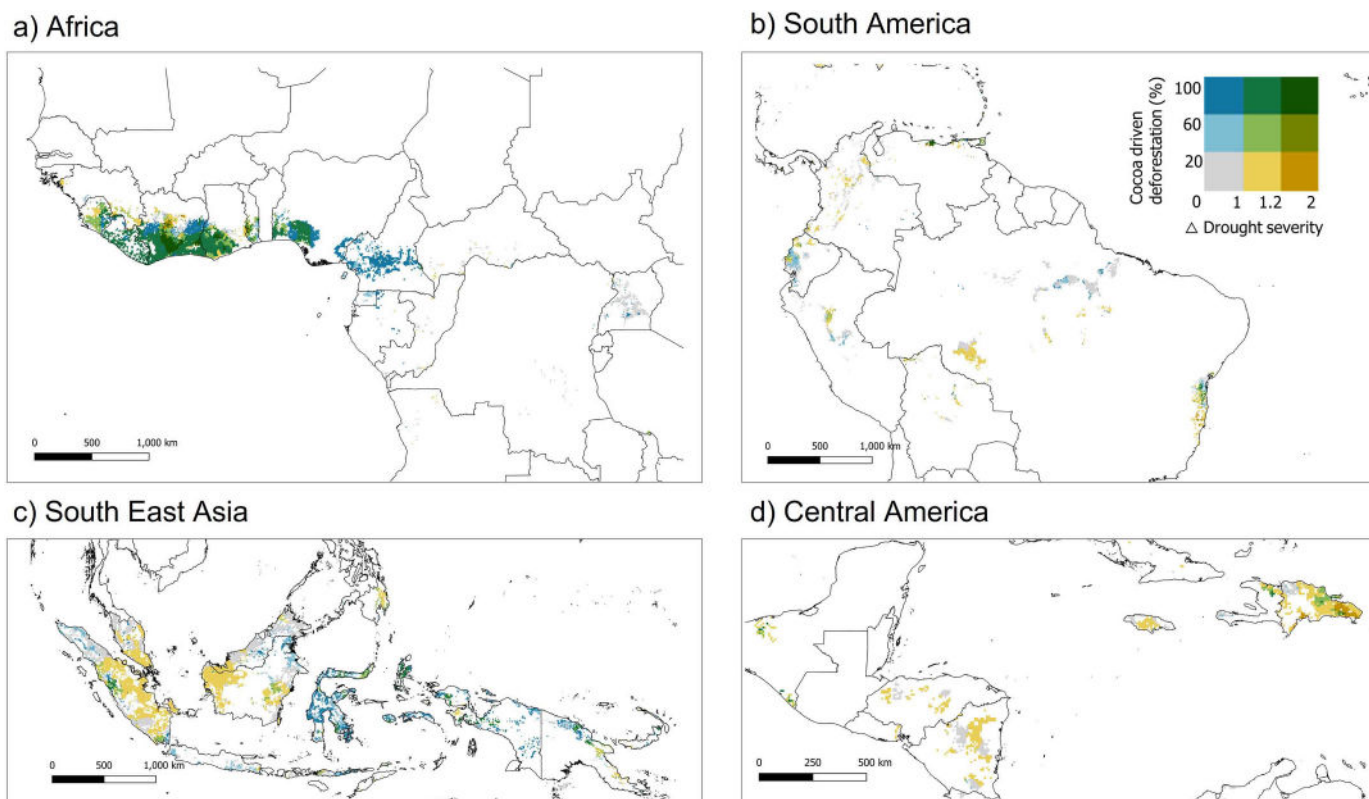 a) Africa
0 500 1,000 km
b) South America
Cocoa driven
deforestation (%)
100
60
20
0 1 1.2 2
△ Drought severity
0 500 1,000 km
c) South East Asia
0 500 1,000 km
d) Central America
0 250 500 km